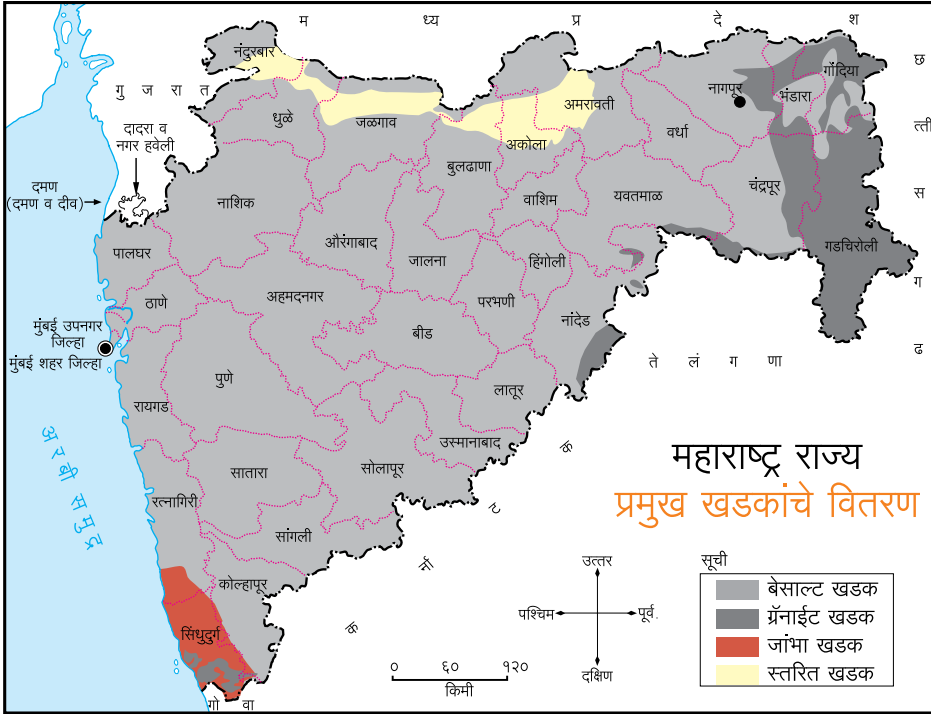 म ध्य प्र दे श
नंदुरबार
गुजरात
धुळे
जळगाव
अकोला
अमरावती
नागपूर
भंडारा
गोंदिया
छ त्ती स ग ढ
दादरा व
नगर हवेली
दमण
(दमण व दीव)
नाशिक
बुलढाणा
वाशिम
वर्धा
यवतमाळ
चंद्रपूर
गडचिरोली
पालघर
औरंगाबाद
जालना
हिंगोली
ठाणे
अहमदनगर
परभणी
नांदेड
बीड
मुंबई उपनगर
जिल्हा
मुंबई शहर जिल्हा
तेलंगणा
पुणे
रायगड
लातूर
उस्मानाबाद
अरबी समुद्र
सातारा
सोलापूर
रत्नागिरी
सांगली
कोल्हापूर
सिंधुदुर्ग
क र्ना ट क
गो वा
महाराष्ट्र राज्य
प्रमुख खडकांचे वितरण
उत्तर
पश्चिम
पूर्व.
दक्षिण
० ६० १२०
किमी
सूची
बेसाल्ट खडक
ग्रॅनाईट खडक
जांभा खडक
स्तरित खडक